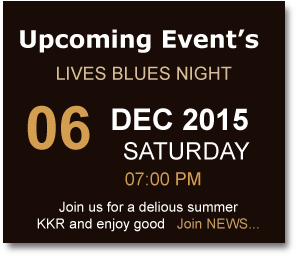 Upcoming Event's
LIVES BLUES NIGHT
06 DEC 2015
SATURDAY
07:00 PM
Join us for a delious summer
KKR and enjoy good Join NEWS...